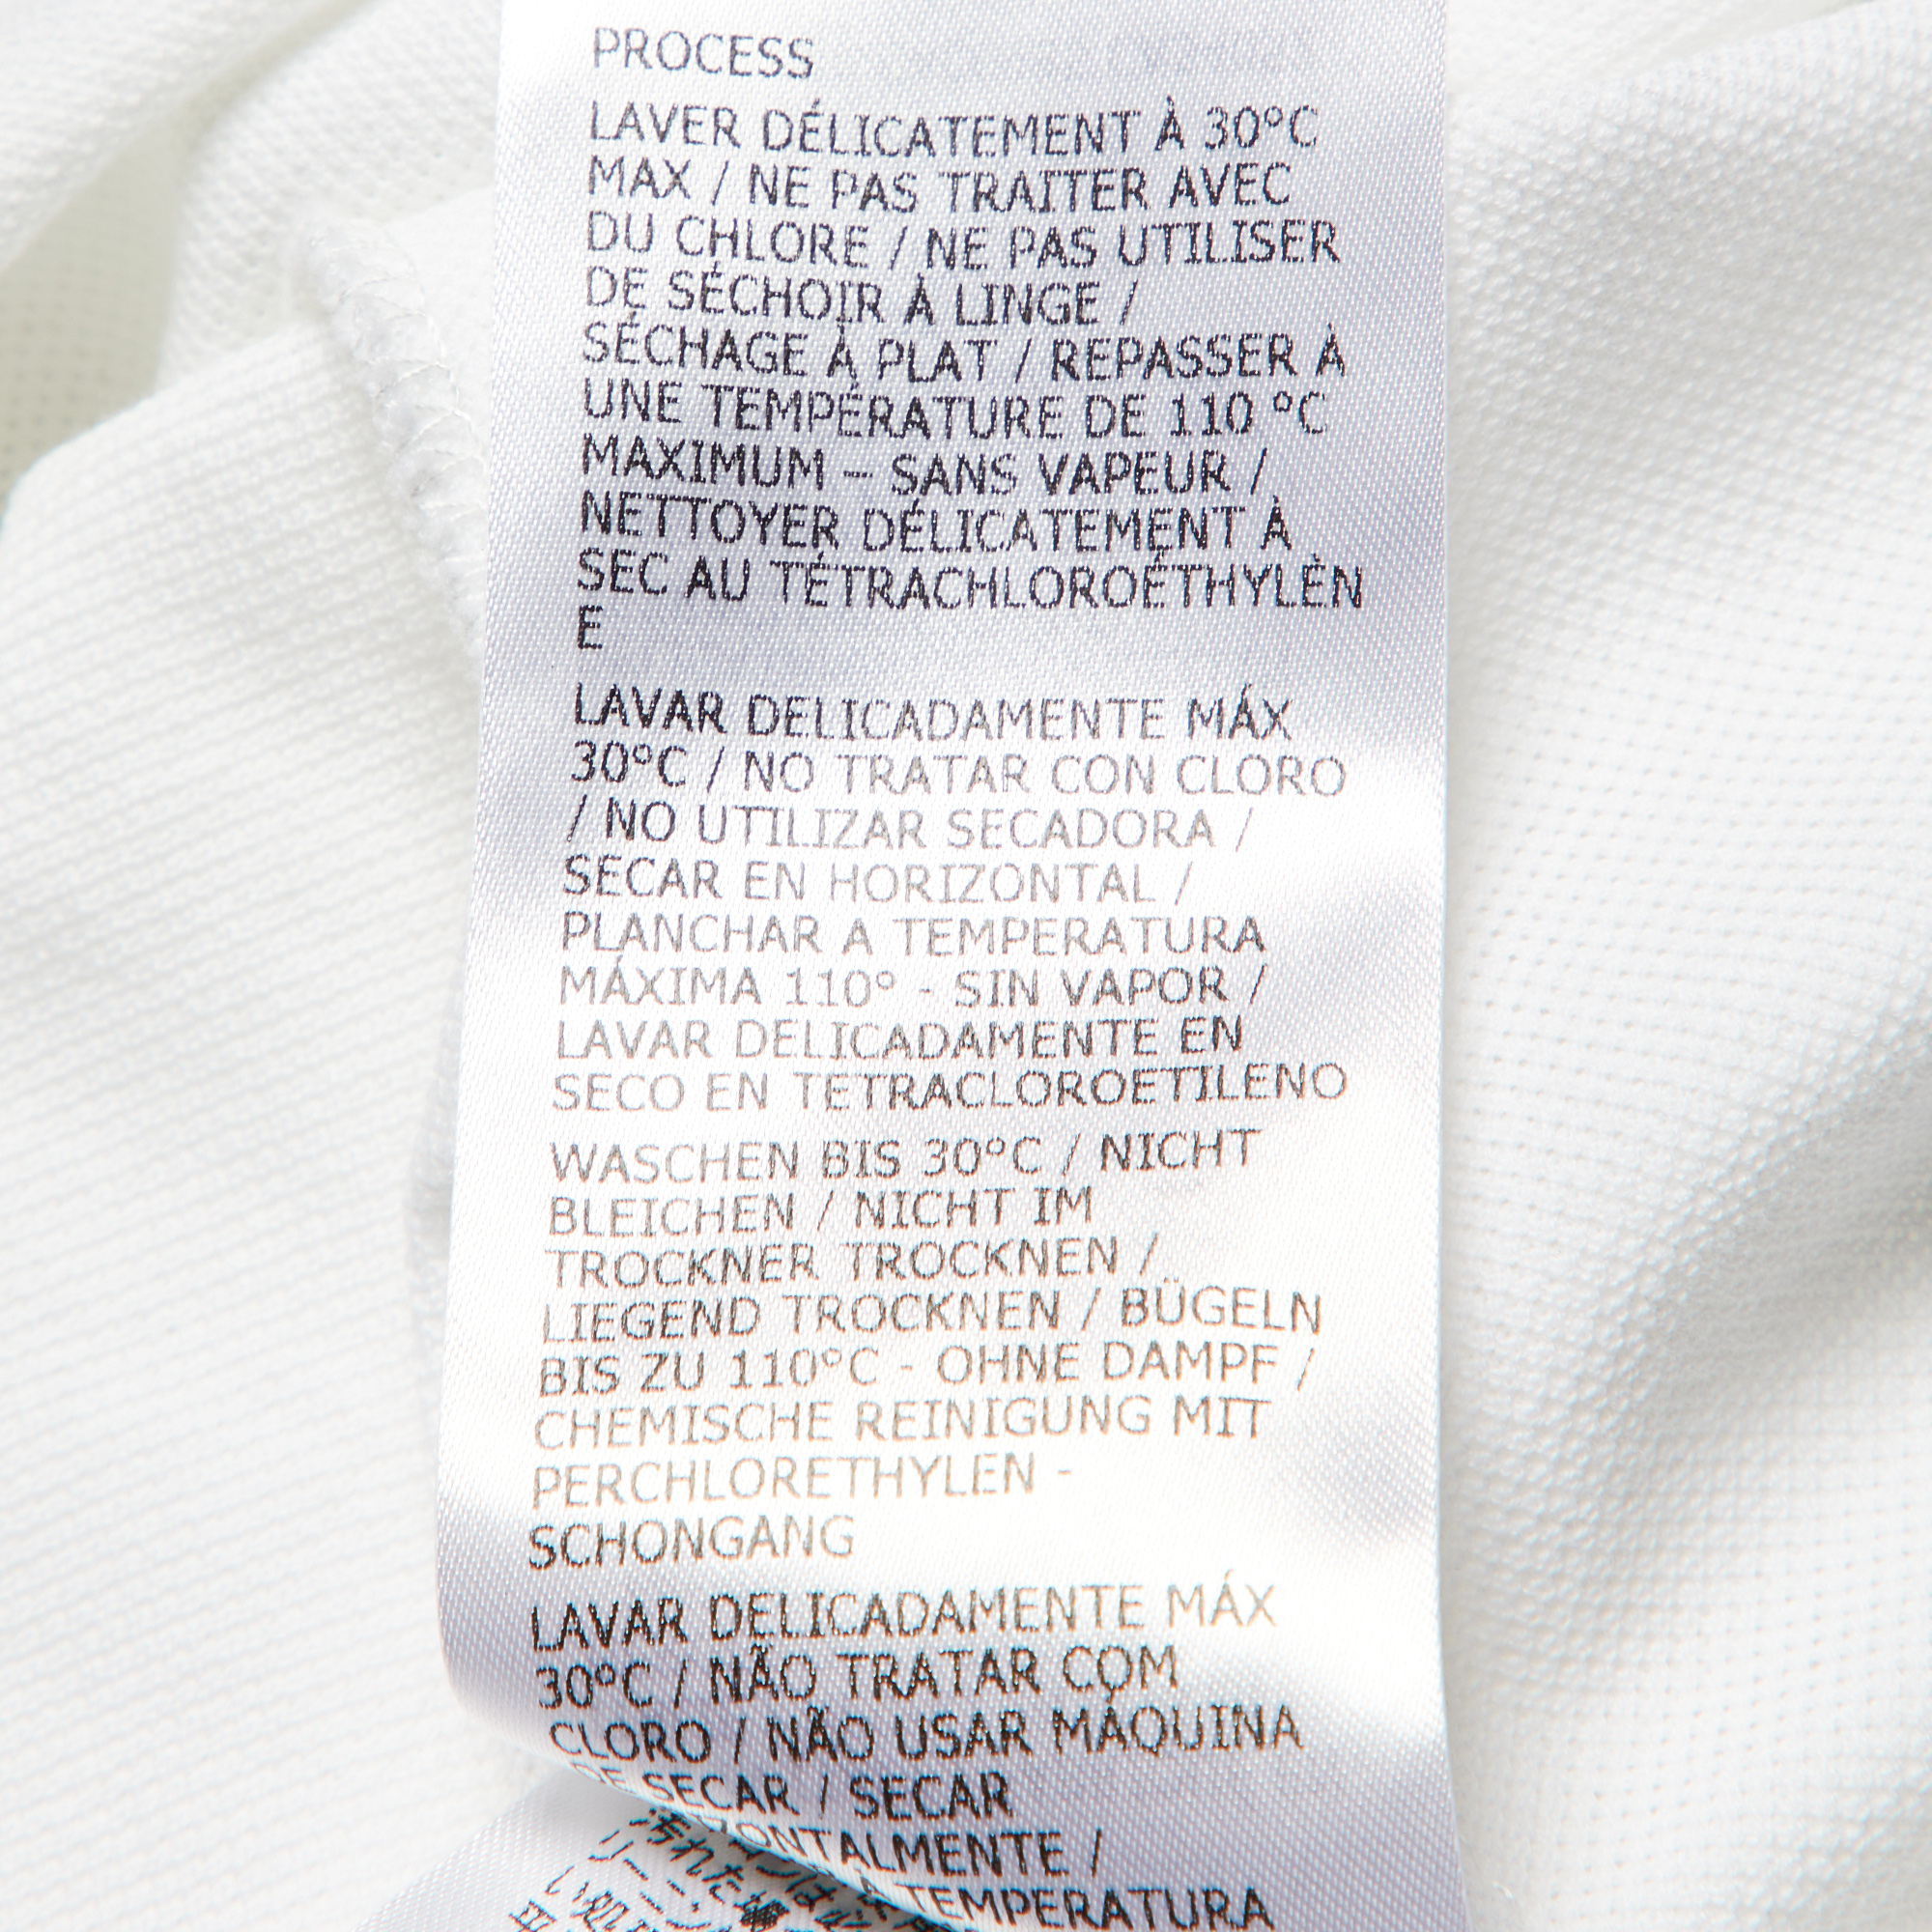 PROCESS
LAVER DÉLICATEMENT À 30°C
MAX / NE PAS TRAITER AVEC
DU CHLORE / NE PAS UTILISER
DE SÉCHOIR À LINGE /
SÉCHAGE À PLAT / REPASSER À
UNE TEMPÉRATURE DE 110 °C
MAXIMUM – SANS VAPEUR /
NETTOYER DÉLICATEMENT À
SEC AU TÉTRACHLOROÉTHYLÈN
E
LAVAR DELICADAMENTE MÁX
30°C / NO TRATAR CON CLORO
/ NO UTILIZAR SECADORA /
SECAR EN HORIZONTAL /
PLANCHAR A TEMPERATURA
MÁXIMA 110° - SIN VAPOR /
LAVAR DELICADAMENTE EN
SECO EN TETRACLOROETILENO
WASCHEN BIS 30°C / NICHT
BLEICHEN / NICHT IM
TROCKNER TROCKNEN /
LIEGEND TROCKNEN / BÜGELN
BIS ZU 110°C - OHNE DAMPF /
CHEMISCHE REINIGUNG MIT
PERCHLORETHYLEN -
SCHONGANG
LAVAR DELICADAMENTE MÁX
30°C / NÃO TRATAR COM
CLORO / NÃO USAR MÁQUINA
DE SECAR / SECAR
ZONTALMENTE /
A TEMPERATURA